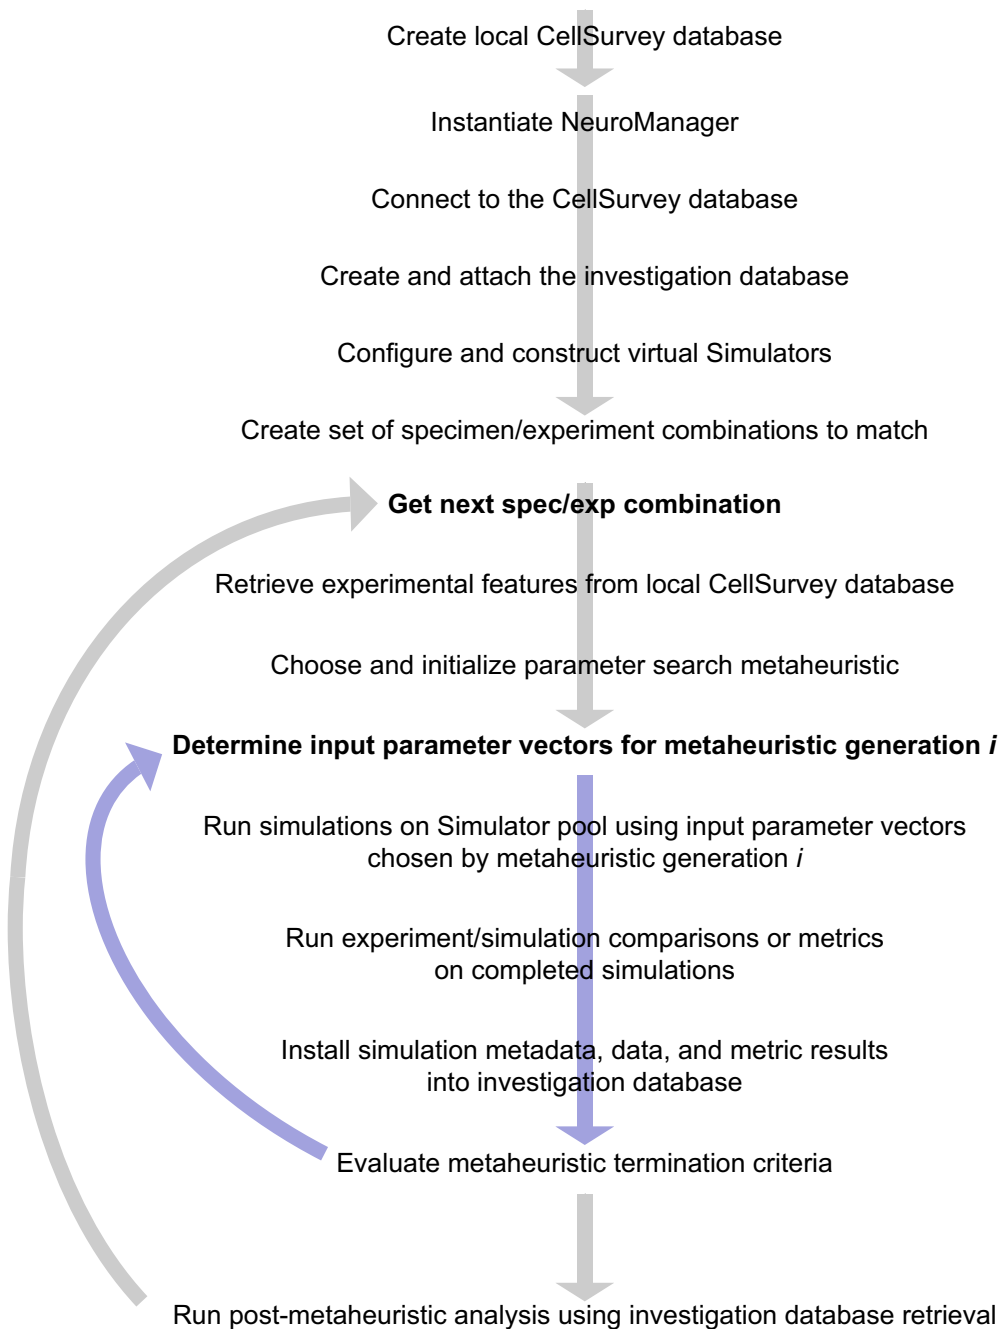 Create local CellSurvey database
Instantiate NeuroManager
Connect to the CellSurvey database
Create and attach the investigation database
Configure and construct virtual Simulators
Create set of specimen/experiment combinations to match
Get next spec/exp combination
Retrieve experimental features from local CellSurvey database
Choose and initialize parameter search metaheuristic
Determine input parameter vectors for metaheuristic generation i
Run simulations on Simulator pool using input parameter vectors
chosen by metaheuristic generation i
Run experiment/simulation comparisons or metrics
on completed simulations
Install simulation metadata, data, and metric results
into investigation database
Evaluate metaheuristic termination criteria
Run post-metaheuristic analysis using investigation database retrieval